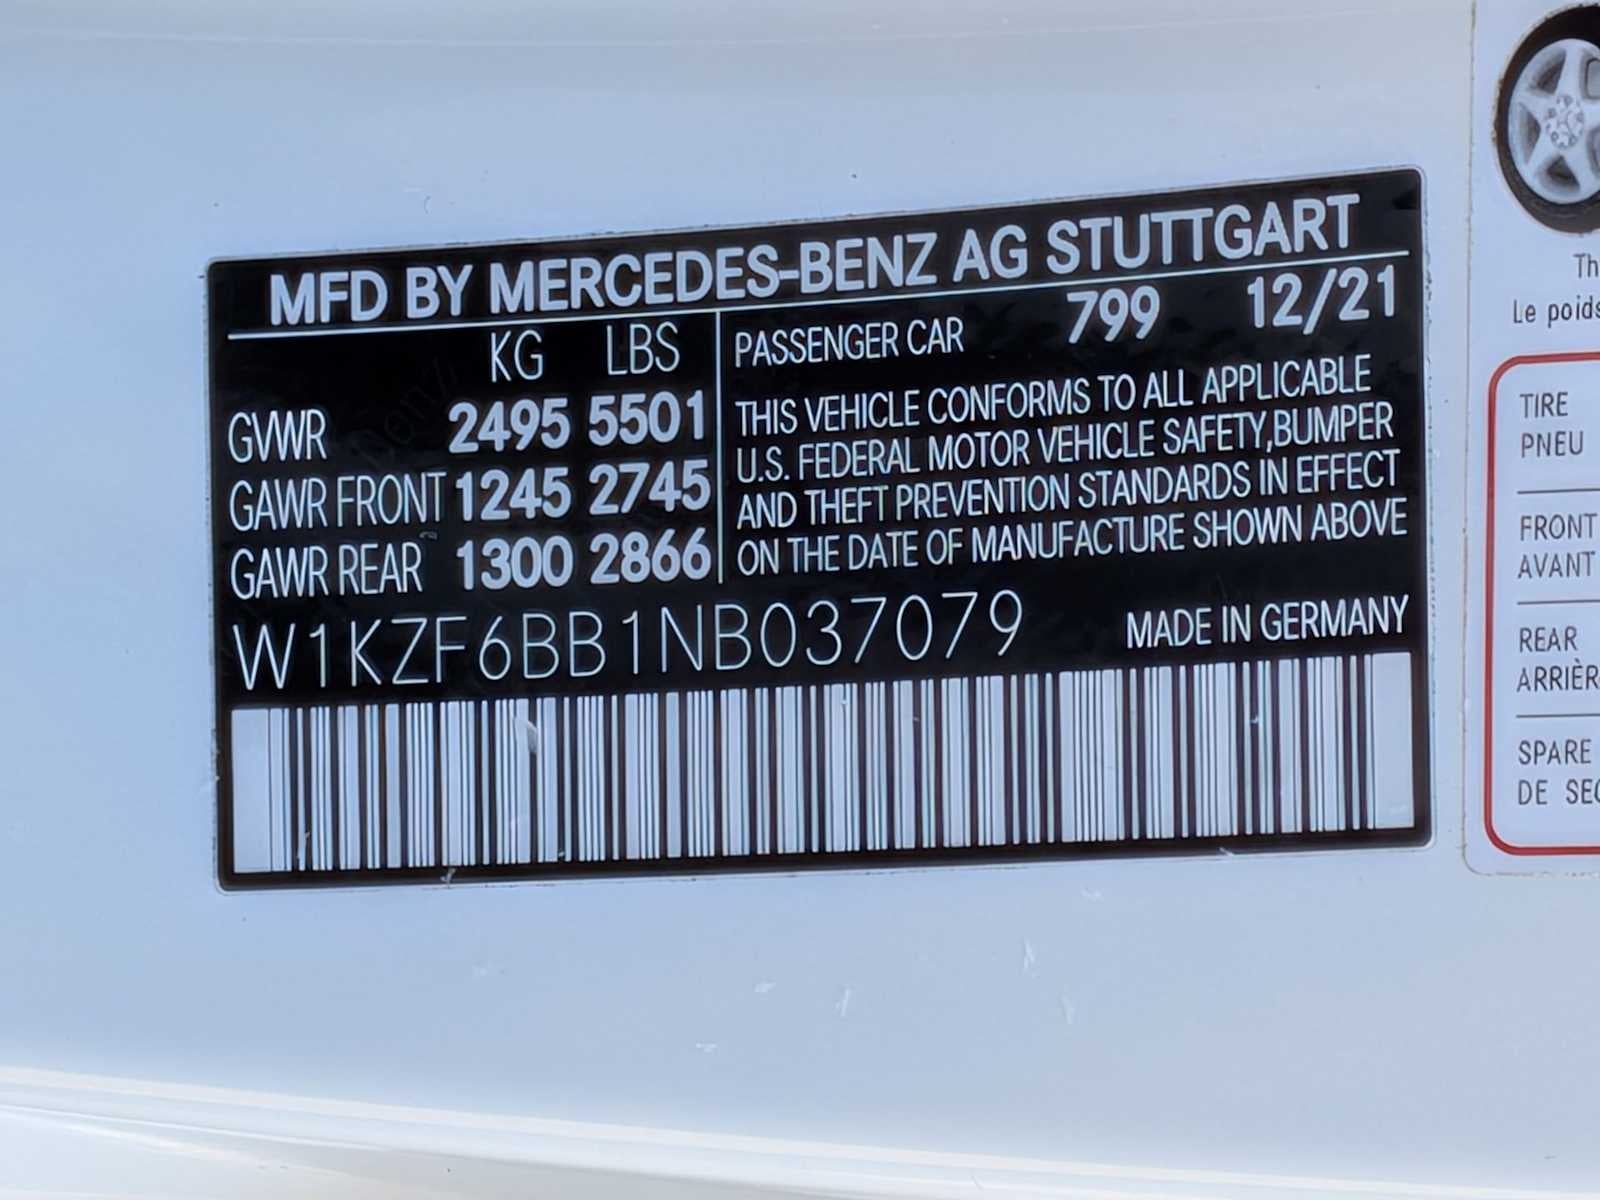 MFD BY MERCEDES-BENZ AG STUTTGART
KG LBS
GVWR 2495 5501
GAWR FRONT 1245 2745
GAWR REAR 1300 2866
PASSENGER CAR 799 12/21
THIS VEHICLE CONFORMS TO ALL APPLICABLE
U.S. FEDERAL MOTOR VEHICLE SAFETY,BUMPER
AND THEFT PREVENTION STANDARDS IN EFFECT
ON THE DATE OF MANUFACTURE SHOWN ABOVE
W1KZF6BB1NB037079 MADE IN GERMANY
Th
Le poids
TIRE
PNEU
FRONT
AVANT
REAR
ARRIÈR
SPARE
DE SEC